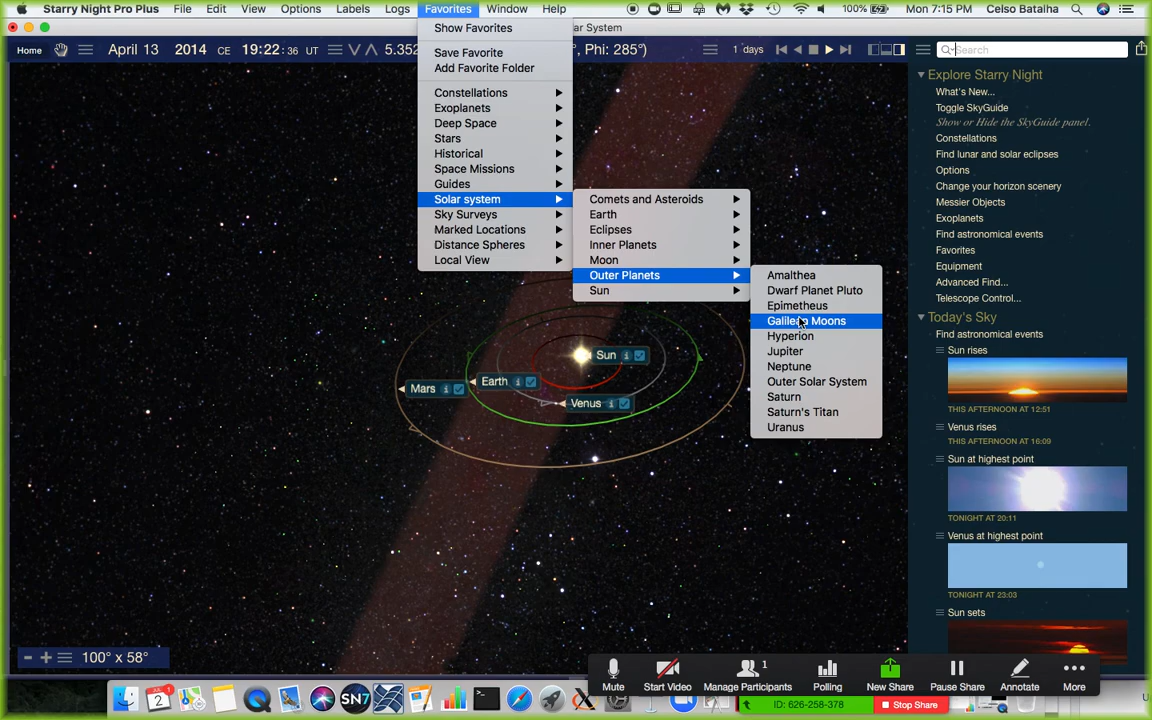 Starry Night Pro Plus File Edit View Options Labels Logs Favorites Window Help 100% Mon 7:15 PM Celso Batalha
ar System
Home April 13 2014 CE 19:22:36 UT 5.352 °, Phi: 285°) 1 days Search
Show Favorites
Save Favorite
Add Favorite Folder
Constellations
Exoplanets
Deep Space
Stars
Historical
Space Missions
Guides
Solar system
Sky Surveys
Marked Locations
Distance Spheres
Local View
Comets and Asteroids
Earth
Eclipses
Inner Planets
Moon
Outer Planets
Sun
Amalthea
Dwarf Planet Pluto
Epimetheus
Galilean Moons
Hyperion
Jupiter
Neptune
Outer Solar System
Saturn
Saturn's Titan
Uranus
Sun i
Earth i
Mars i
Venus i
Explore Starry Night
What's New...
Toggle SkyGuide
Show or Hide the SkyGuide panel.
Constellations
Find lunar and solar eclipses
Options
Change your horizon scenery
Messier Objects
Exoplanets
Find astronomical events
Favorites
Equipment
Advanced Find...
Telescope Control...
Today's Sky
Find astronomical events
Sun rises
THIS AFTERNOON AT 12:51
Venus rises
THIS AFTERNOON AT 16:09
Sun at highest point
TONIGHT AT 20:11
Venus at highest point
TONIGHT AT 23:03
Sun sets
100° x 58°
Mute Start Video 1 Manage Participants Polling New Share Pause Share Annotate More
2 SN7
ID: 626-258-378 Stop Share